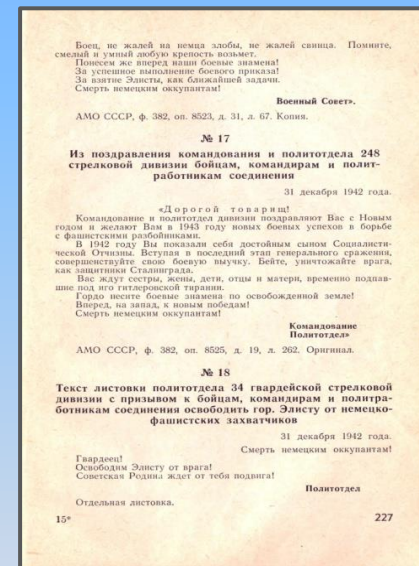 Боец, не жалей на немца злобы, не жалей свинца. Помните,
смелый и умный любую крепость возьмет.
Понесем же вперед наши боевые знамена!
За успешное выполнение боевого приказа!
За взятие Элисты, как ближайшей задачи.
Смерть немецким оккупантам!
Военный Совет».
АМО СССР, ф. 382, оп. 8523, д. 31, л. 67. Копия.
№ 17
Из поздравления командования и политотдела 248
стрелковой дивизии бойцам, командирам и полит-
работникам соединения
31 декабря 1942 года.
«Дорогой товарищ!
Командование и политотдел дивизии поздравляют Вас с Новым
годом и желают Вам в 1943 году новых боевых успехов в борьбе
с фашистскими разбойниками.
В 1942 году Вы показали себя достойным сыном Социалисти-
ческой Отчизны. Вступая в последний этап генерального сражения,
совершенствуйте свою боевую выучку. Бейте, уничтожайте врага,
как защитники Сталинграда.
Вас ждут сестры, жены, дети, отцы и матери, временно подпав-
шие под иго гитлеровской тирании.
Гордо несите боевые знамена по освобожденной земле!
Вперед, на запад, к новым победам!
Смерть немецким оккупантам!
Командование
Политотдел»
АМО СССР, ф. 382, оп. 8525, д. 19, л. 262. Оригинал.
№ 18
Текст листовки политотдела 34 гвардейской стрелковой
дивизии с призывом к бойцам, командирам и политра-
ботникам соединения освободить гор. Элисту от немецко-
фашистских захватчиков
31 декабря 1942 года.
Смерть немецким оккупантам!
Гвардеец!
Освободим Элисту от врага!
Советская Родина ждет от тебя подвига!
Политотдел
Отдельная листовка.
15*
227